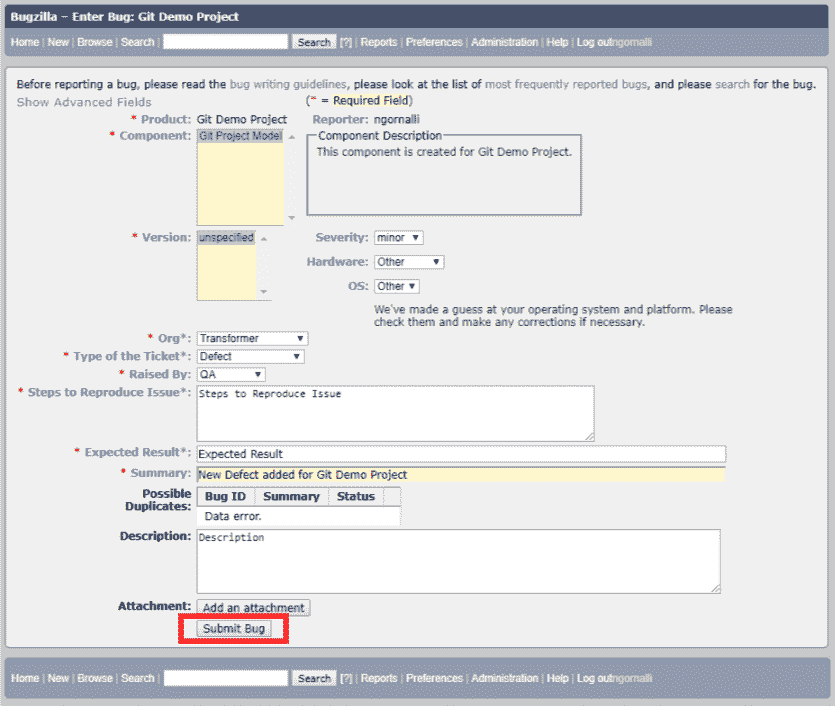 Bugzilla – Enter Bug: Git Demo Project
Home | New | Browse | Search | Search [?] | Reports | Preferences | Administration | Help | Log outngornalli
Before reporting a bug, please read the bug writing guidelines, please look at the list of most frequently reported bugs, and please search for the bug.
Show Advanced Fields (* = Required Field)
* Product: Git Demo Project Reporter: ngornalli
* Component: Git Project Model Component Description
This component is created for Git Demo Project.
* Version: unspecified Severity: minor
Hardware: Other
OS: Other
We've made a guess at your operating system and platform. Please
check them and make any corrections if necessary.
* Org*: Transformer
* Type of the Ticket*: Defect
* Raised By: QA
* Steps to Reproduce Issue*: Steps to Reproduce Issue
* Expected Result*: Expected Result
* Summary: New Defect added for Git Demo Project
Possible Duplicates: Bug ID Summary Status
Data error.
Description: Description
Attachment: Add an attachment
Submit Bug
Home | New | Browse | Search | Search [?] | Reports | Preferences | Administration | Help | Log outngornalli